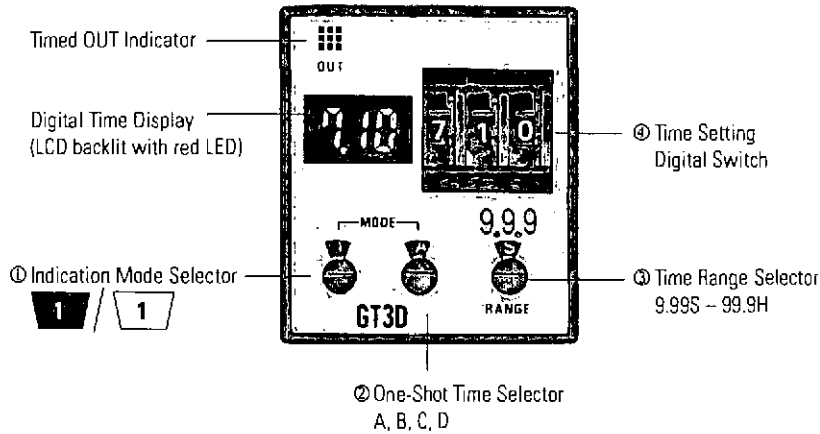 Timed OUT Indicator
OUT
Digital Time Display
(LCD backlit with red LED)
7.10
7 1 0
④ Time Setting
Digital Switch
MODE
9.9.9
1
A
S
① Indication Mode Selector
1 / 1
③ Time Range Selector
9.99S – 99.9H
GT3D
RANGE
② One-Shot Time Selector
A, B, C, D